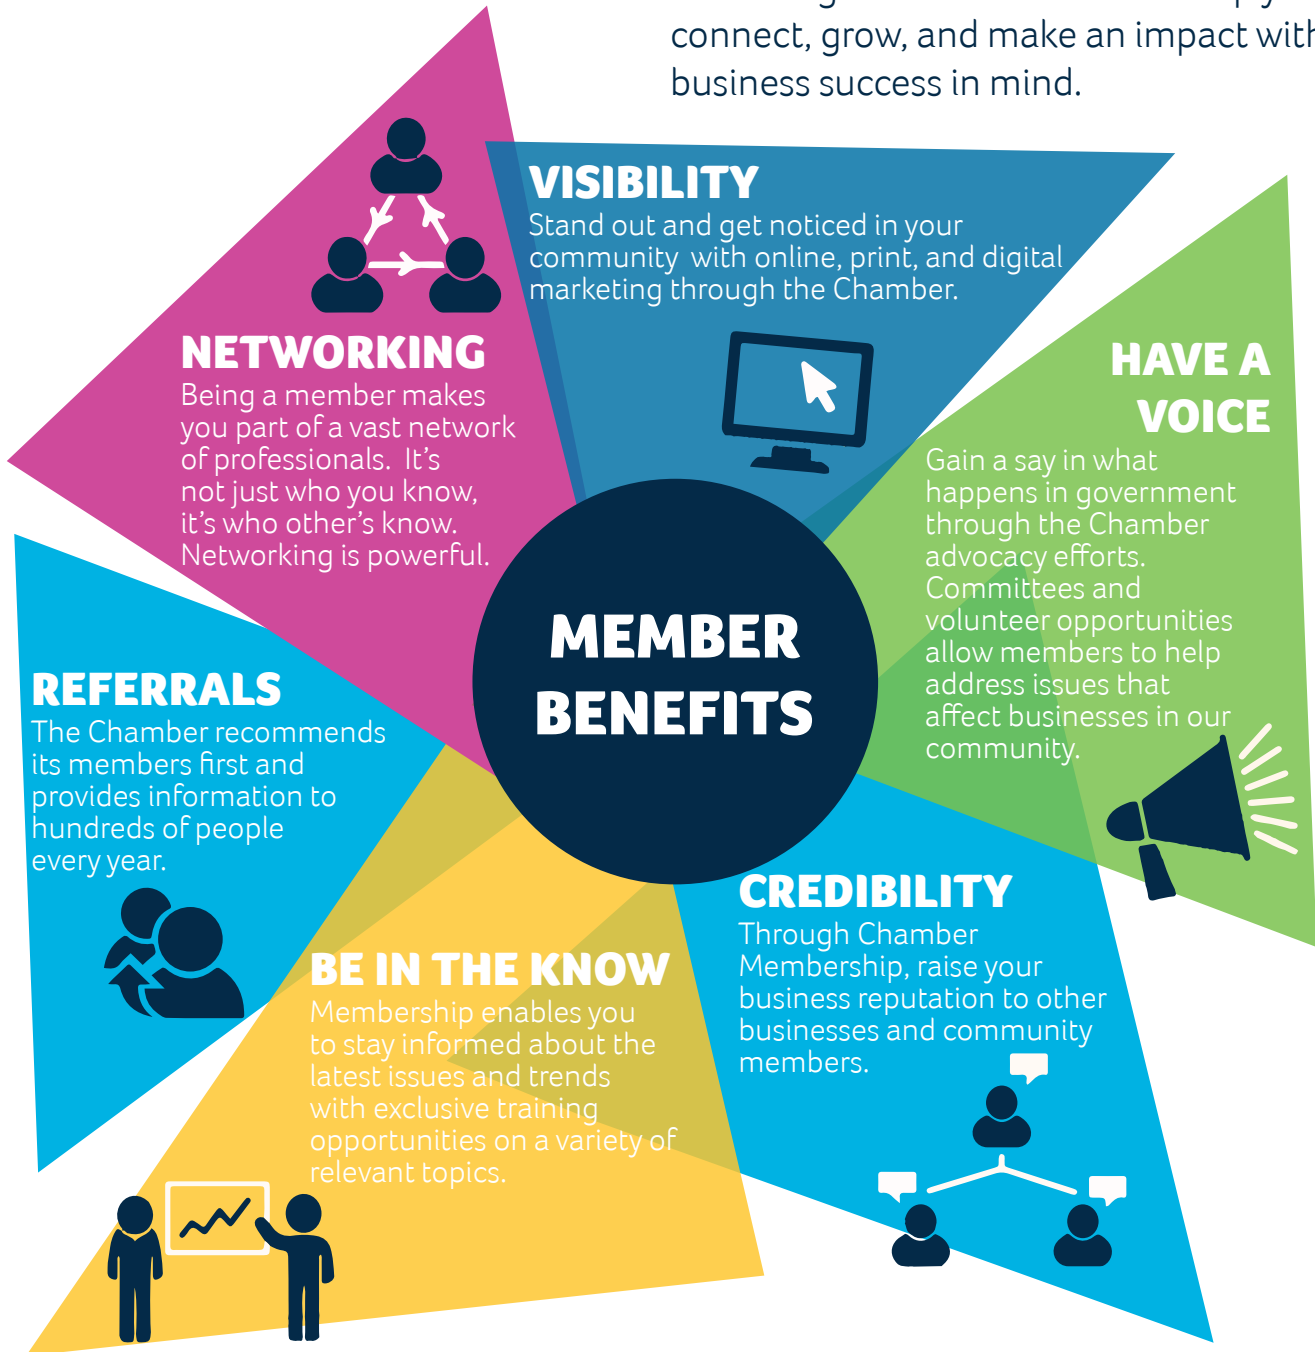 connect, grow, and make an impact with
business success in mind.
VISIBILITY
Stand out and get noticed in your
community with online, print, and digital
marketing through the Chamber.
NETWORKING
Being a member makes
you part of a vast network
of professionals. It's
not just who you know,
it's who other's know.
Networking is powerful.
HAVE A
VOICE
Gain a say in what
happens in government
through the Chamber
advocacy efforts.
Committees and
volunteer opportunities
allow members to help
address issues that
affect businesses in our
community.
MEMBER
BENEFITS
REFERRALS
The Chamber recommends
its members first and
provides information to
hundreds of people
every year.
CREDIBILITY
Through Chamber
Membership, raise your
business reputation to other
businesses and community
members.
BE IN THE KNOW
Membership enables you
to stay informed about the
latest issues and trends
with exclusive training
opportunities on a variety of
relevant topics.